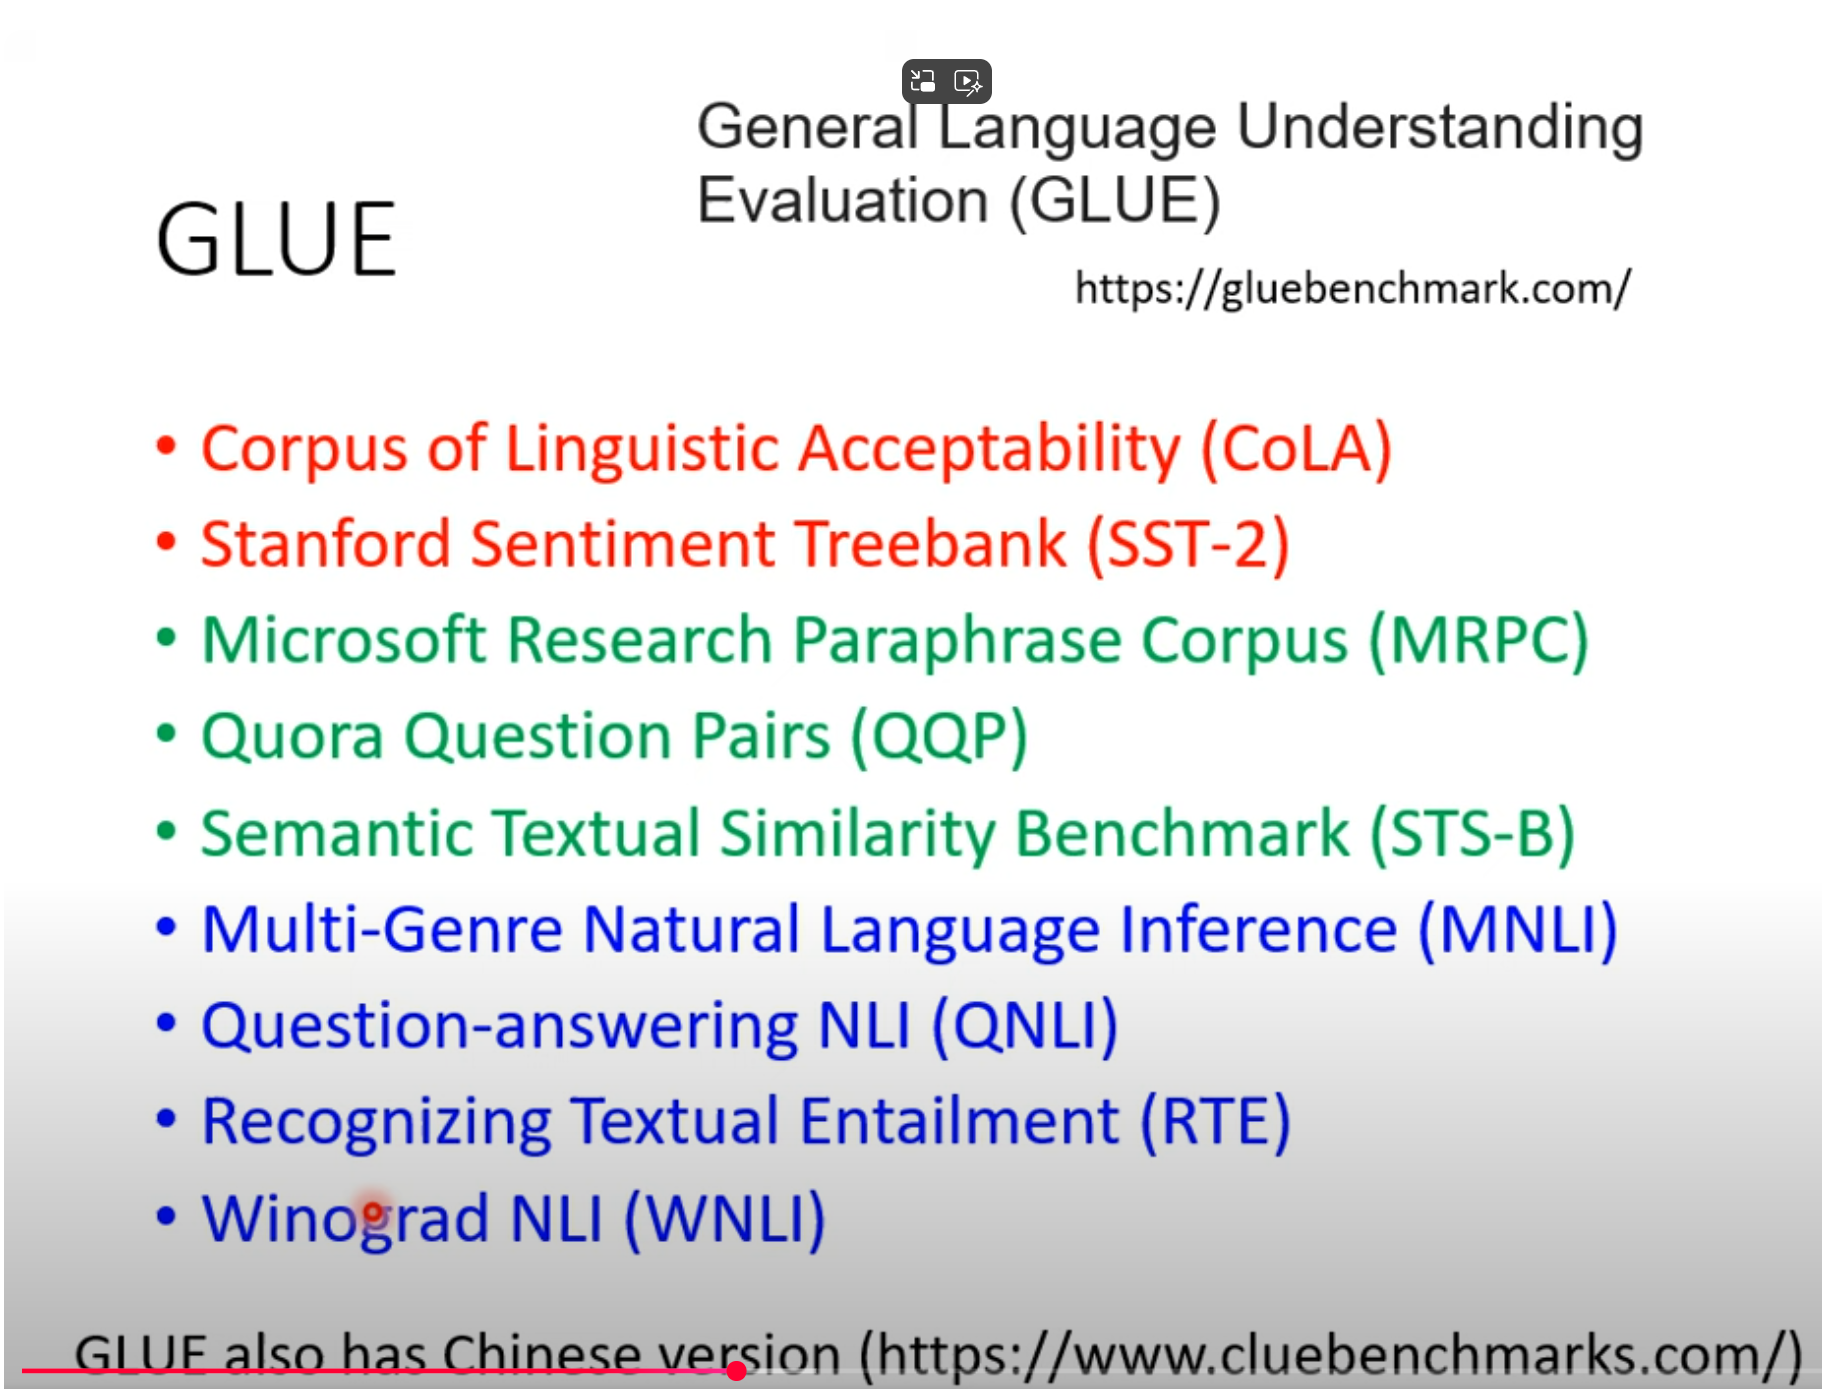 General Language Understanding
Evaluation (GLUE)
GLUE
https://gluebenchmark.com/
• Corpus of Linguistic Acceptability (CoLA)
• Stanford Sentiment Treebank (SST-2)
• Microsoft Research Paraphrase Corpus (MRPC)
• Quora Question Pairs (QQP)
• Semantic Textual Similarity Benchmark (STS-B)
• Multi-Genre Natural Language Inference (MNLI)
• Question-answering NLI (QNLI)
• Recognizing Textual Entailment (RTE)
• Winograd NLI (WNLI)
GLUE also has Chinese version (https://www.cluebenchmarks.com/)